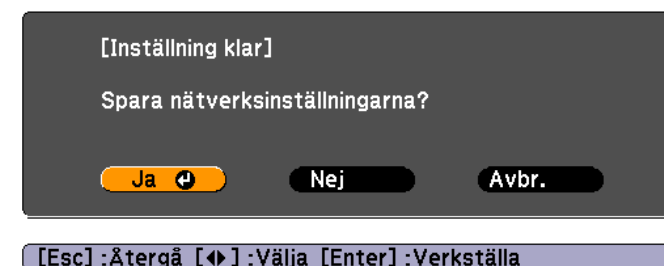 [Inställning klar]
Spara nätverksinställningarna?
Ja Nej Avbr.
[Esc] :Återgå [◆] :Välja [Enter] :Verkställa